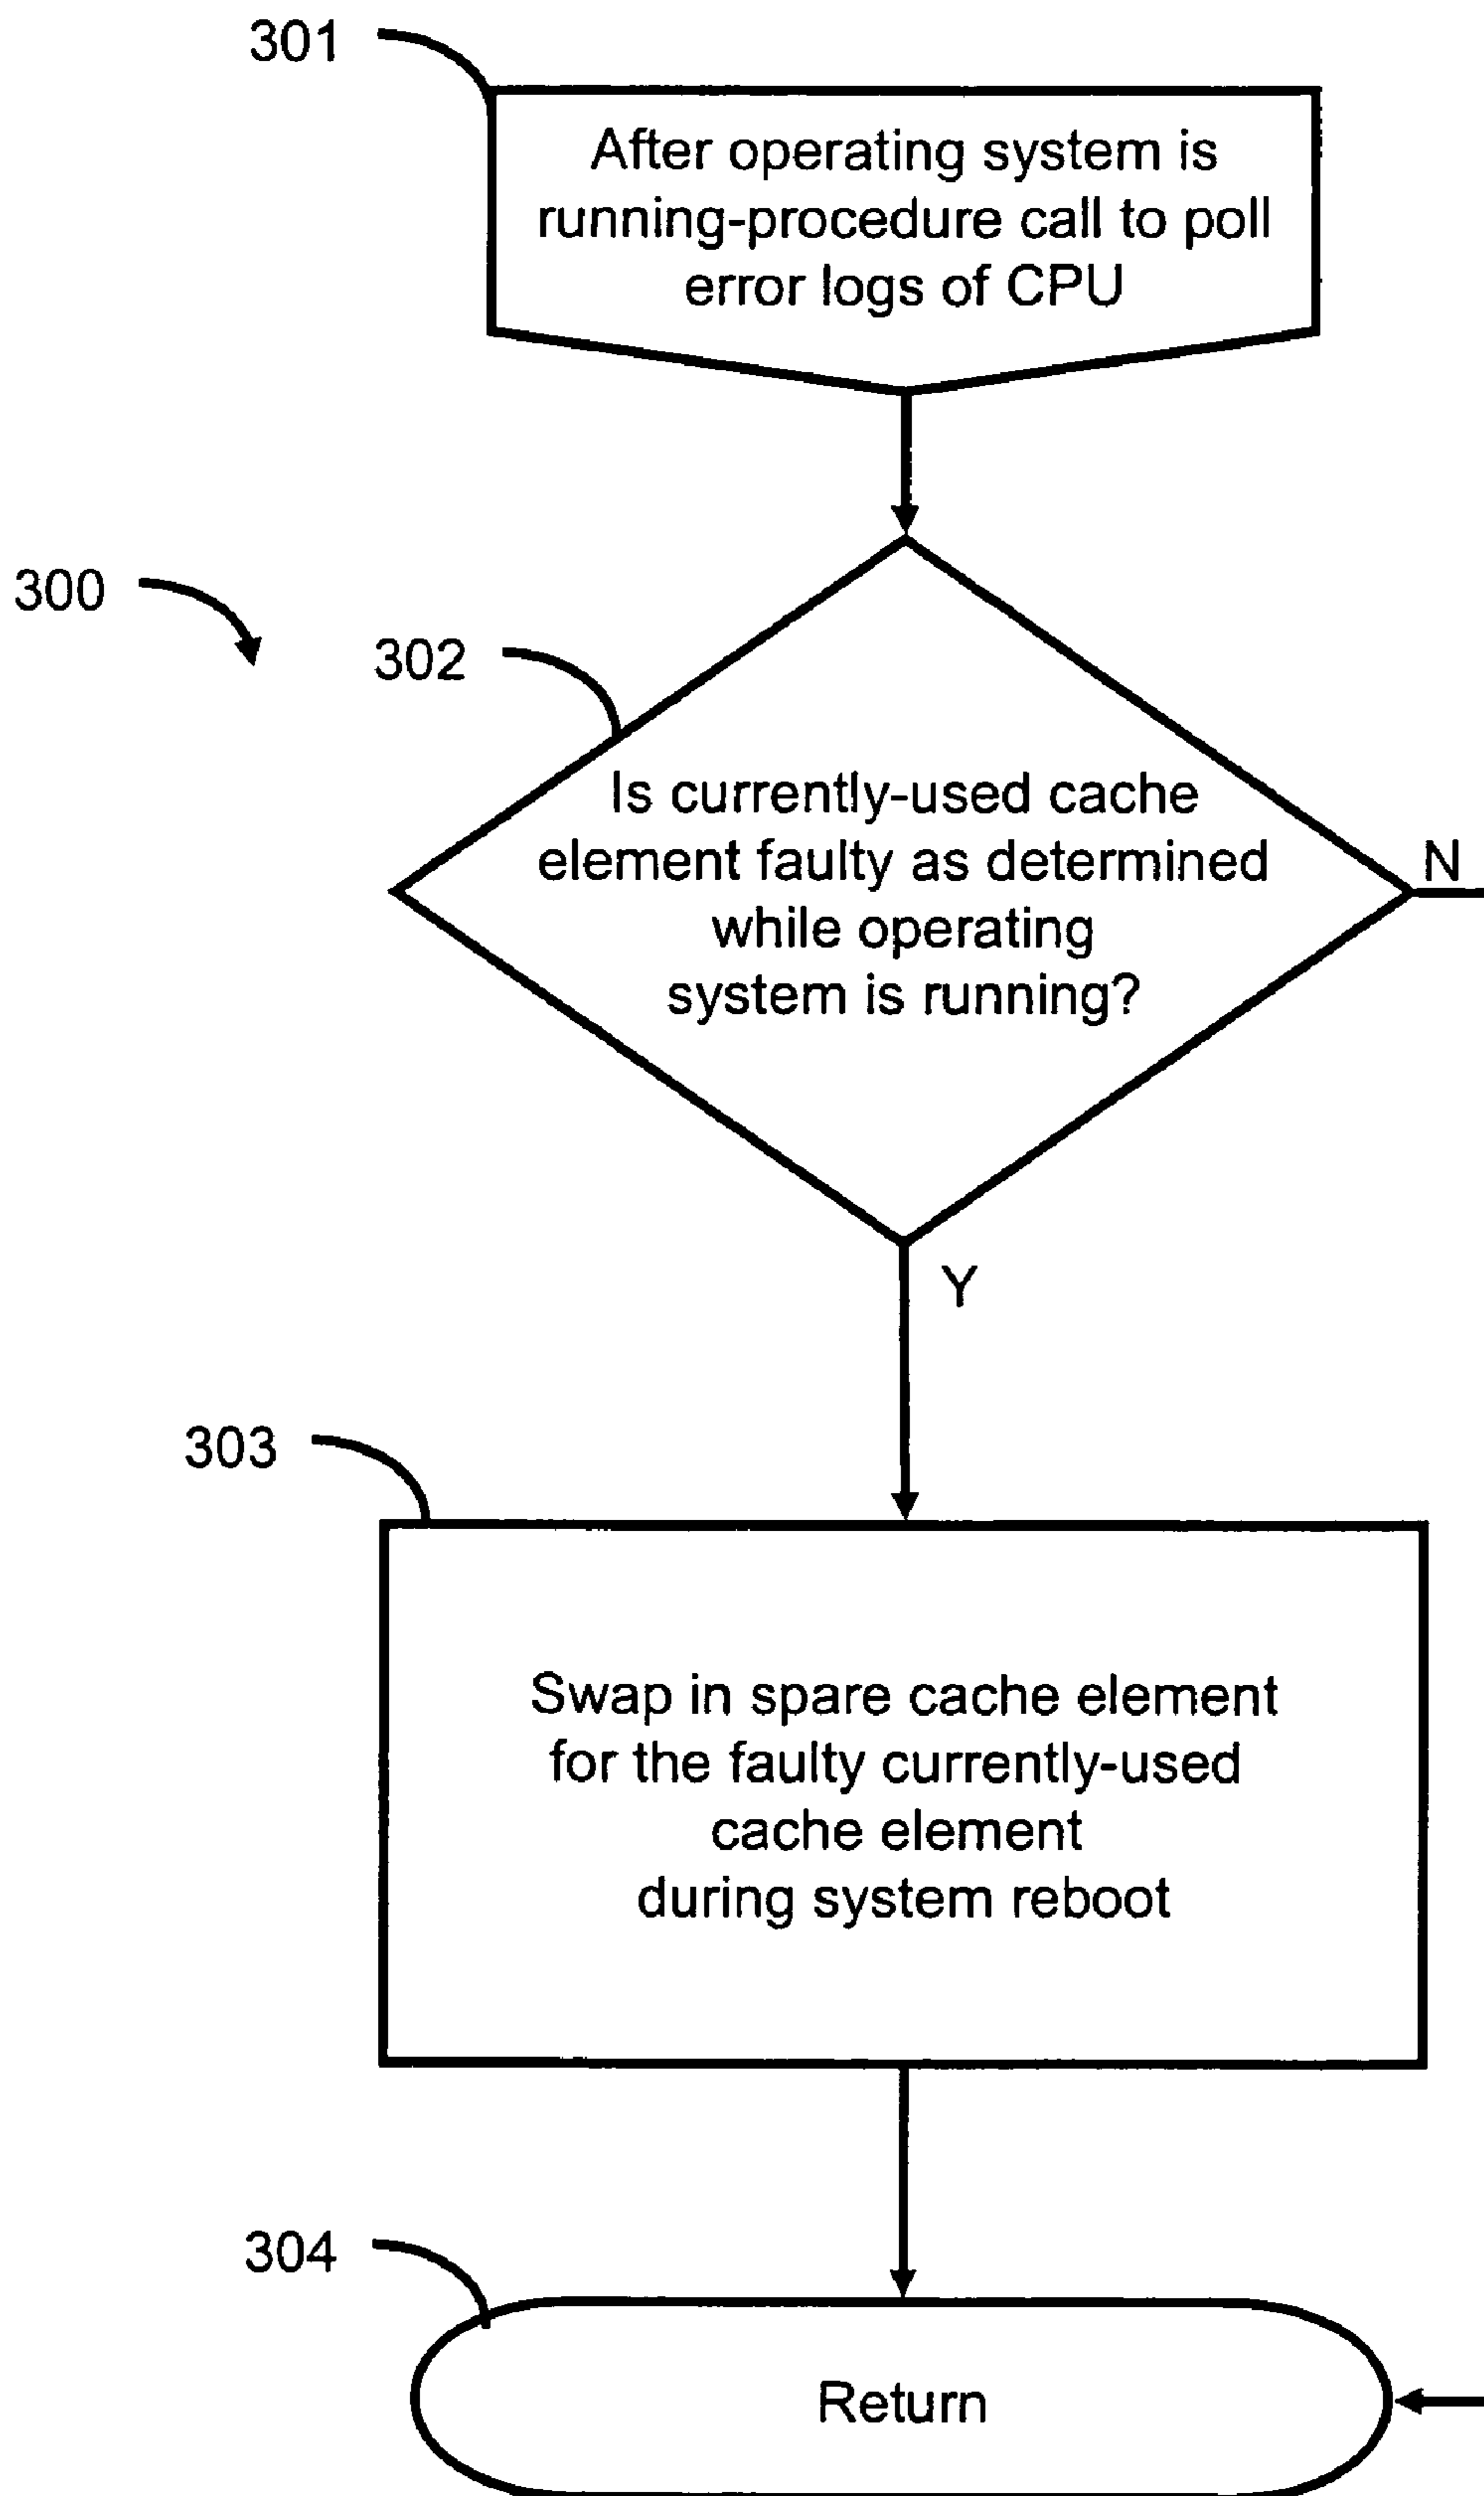 301
After operating system is
running-procedure call to poll
error logs of CPU
300
302
Is currently-used cache
element faulty as determined
while operating
system is running?
N
Y
303
Swap in spare cache element
for the faulty currently-used
cache element
during system reboot
304
Return